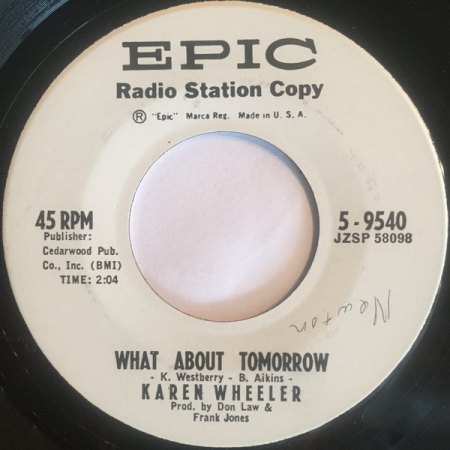 EPIC
Radio Station Copy
® "Epic" Marca Reg. Made in U. S. A.
45 RPM
Publisher:
Cedarwood Pub.
Co., Inc. (BMI)
TIME: 2:04
5-9540
JZSP 58098
Newton
WHAT ABOUT TOMORROW
- K. Westberry - B. Aikins -
KAREN WHEELER
Prod. by Don Law &
Frank Jones